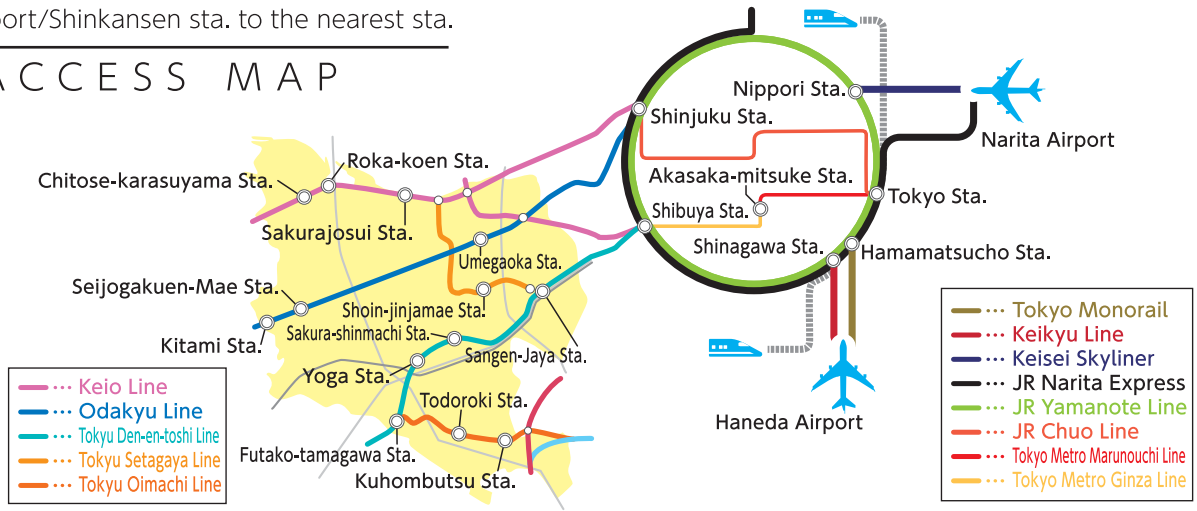 port/Shinkansen sta. to the nearest sta.
ACCESS MAP
Nippori Sta.
Shinjuku Sta.
Narita Airport
Roka-koen Sta.
Chitose-karasuyama Sta.
Akasaka-mitsuke Sta.
Tokyo Sta.
Shibuya Sta.
Sakurajosui Sta.
Shinagawa Sta.
Hamamatsucho Sta.
Umegaoka Sta.
Seijogakuen-Mae Sta.
Shoin-jinjamae Sta.
Sakura-shinmachi Sta.
Kitami Sta.
Sangen-Jaya Sta.
Yoga Sta.
Todoroki Sta.
Haneda Airport
Futako-tamagawa Sta.
Kuhombutsu Sta.
··· Keio Line
··· Odakyu Line
··· Tokyu Den-en-toshi Line
··· Tokyu Setagaya Line
··· Tokyu Oimachi Line
··· Tokyo Monorail
··· Keikyu Line
··· Keisei Skyliner
··· JR Narita Express
··· JR Yamanote Line
··· JR Chuo Line
··· Tokyo Metro Marunouchi Line
··· Tokyo Metro Ginza Line